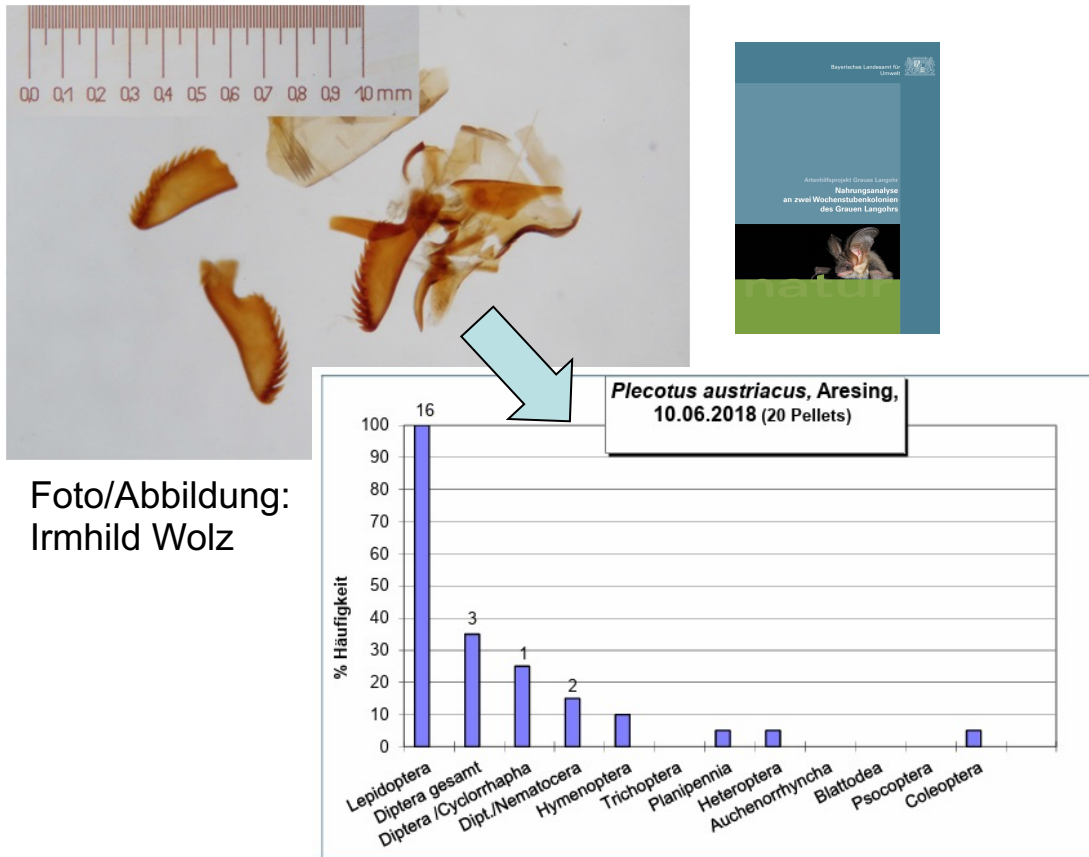 0,0 0,1 0,2 0,3 0,4 0,5 0,6 0,7 0,8 0,9 1,0 mm
Bayerisches Landesamt für
Umwelt
Artenhilfsprojekt Graues Langohr
Nahrungsanalyse
an zwei Wochenstubenkolonien
des Grauen Langohrs
natur
Foto/Abbildung:
Irmhild Wolz
Plecotus austriacus, Aresing,
10.06.2018 (20 Pellets)
% Häufigkeit
100
90
80
70
60
50
40
30
20
10
0
16
3
1
2
Lepidoptera
Diptera gesamt
Diptera /Cyclorrhapha
Dipt./Nematocera
Hymenoptera
Trichoptera
Planipennia
Heteroptera
Auchenorrhyncha
Blattodea
Psocoptera
Coleoptera